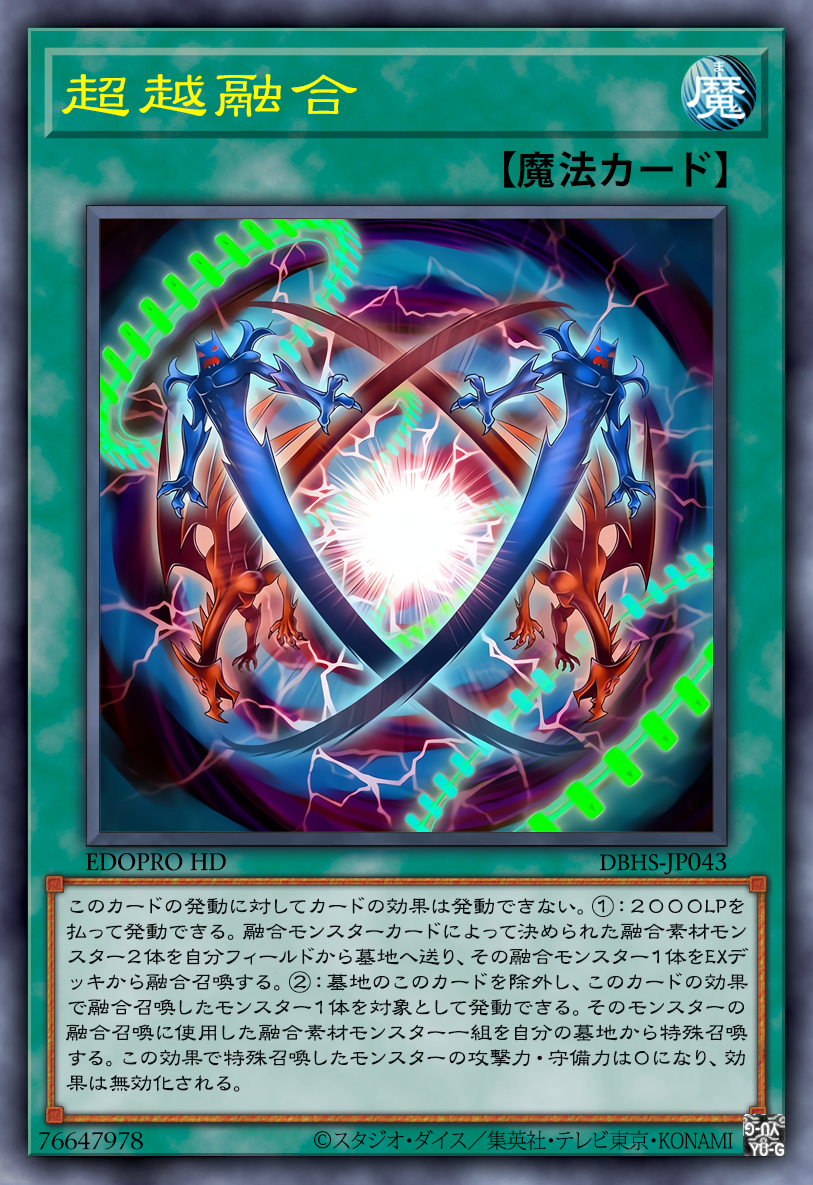 超越融合
ま
魔
【魔法カード】
EDOPRO HD
DBHS-JP043
このカードの発動に対してカードの効果は発動できない。①：２０００LPを
払って発動できる。融合モンスターカードによって決められた融合素材モン
スター２体を自分フィールドから墓地へ送り、その融合モンスター１体をEXデ
ッキから融合召喚する。②：墓地のこのカードを除外し、このカードの効果
で融合召喚したモンスター１体を対象として発動できる。そのモンスターの
融合召喚に使用した融合素材モンスター一組を自分の墓地から特殊召喚
する。この効果で特殊召喚したモンスターの攻撃力・守備力は０になり、効
果は無効化される。
76647978
©スタジオ・ダイス／集英社・テレビ東京・KONAMI